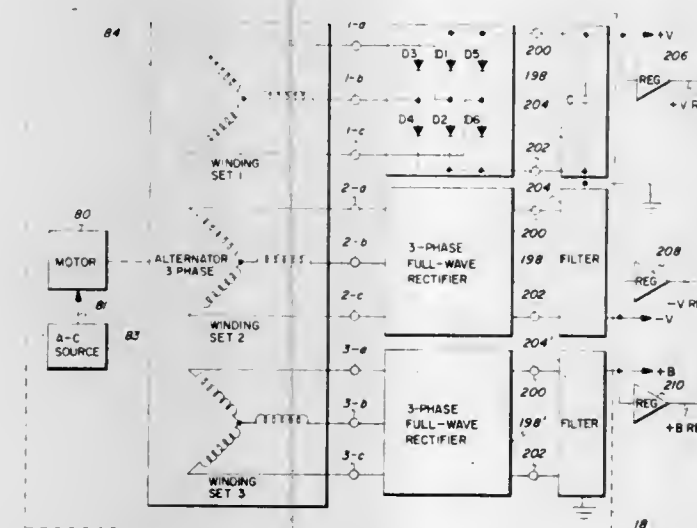 84
1-a
D3 D1 D5
200
+V
206
1-b
198
REG
D4 D2 D6
204
C
1-c
202
WINDING
SET 1
2-a
204
80
200
MOTOR
ALTERNATOR
3 PHASE
2-b
3-PHASE
FULL-WAVE
RECTIFIER
198
FILTER
208
REG
81
2-c
202
-V
A-C
SOURCE
83
WINDING
SET 2
3-a
204'
+B
200
210
REG
3-b
3-PHASE
FULL-WAVE
RECTIFIER
198'
FILTER
3-c
202
WINDING
SET 3
18